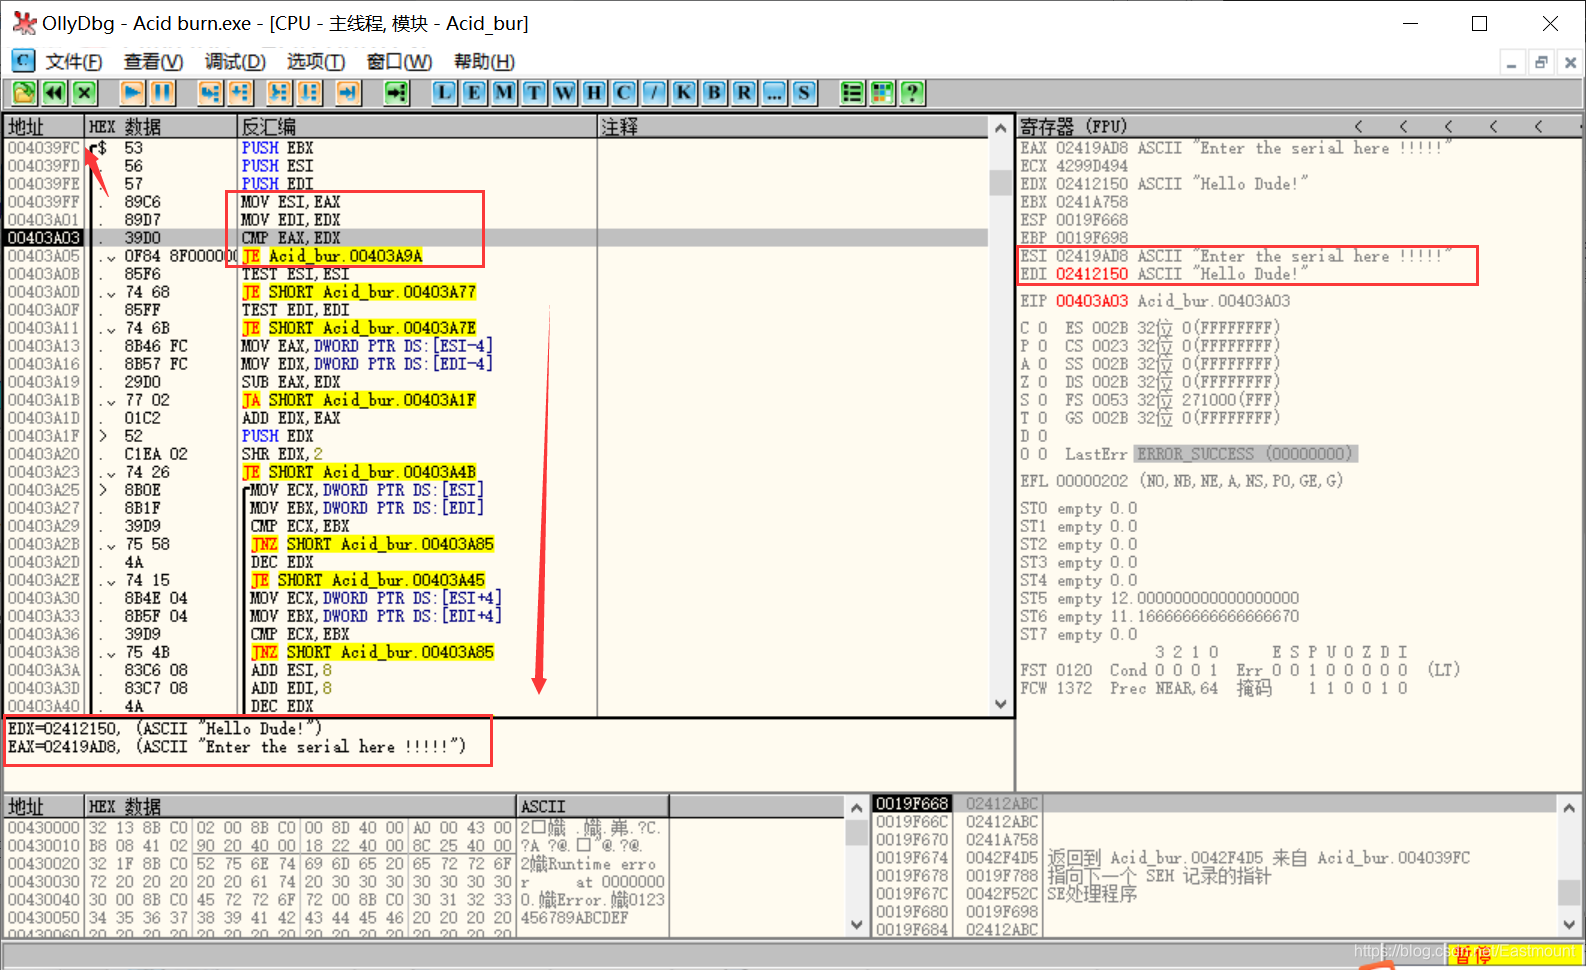 OllyDbg - Acid burn.exe - [CPU - 主线程, 模块 - Acid_bur]
C 文件(F) 查看(V) 调试(D) 选项(T) 窗口(W) 帮助(H)
L E M T W H C / K B R ... S ?
地址 HEX 数据 反汇编 注释
004039FC $ 53 PUSH EBX
004039FD . 56 PUSH ESI
004039FE . 57 PUSH EDI
004039FF . 89C6 MOV ESI,EAX
00403A01 . 89D7 MOV EDI,EDX
00403A03 . 39D0 CMP EAX,EDX
00403A05 . 0F84 8F000000 JE Acid_bur.00403A9A
00403A0B . 85F6 TEST ESI,ESI
00403A0D . 74 68 JE SHORT Acid_bur.00403A77
00403A0F . 85FF TEST EDI,EDI
00403A11 . 74 6B JE SHORT Acid_bur.00403A7E
00403A13 . 8B46 FC MOV EAX,DWORD PTR DS:[ESI-4]
00403A16 . 8B57 FC MOV EDX,DWORD PTR DS:[EDI-4]
00403A19 . 29D0 SUB EAX,EDX
00403A1B . 77 02 JA SHORT Acid_bur.00403A1F
00403A1D . 01C2 ADD EDX,EAX
00403A1F > 52 PUSH EDX
00403A20 . C1EA 02 SHR EDX,2
00403A23 . 74 26 JE SHORT Acid_bur.00403A4B
00403A25 > 8B0E MOV ECX,DWORD PTR DS:[ESI]
00403A27 . 8B1F MOV EBX,DWORD PTR DS:[EDI]
00403A29 . 39D9 CMP ECX,EBX
00403A2B . 75 58 JNZ SHORT Acid_bur.00403A85
00403A2D . 4A DEC EDX
00403A2E . 74 15 JE SHORT Acid_bur.00403A45
00403A30 . 8B4E 04 MOV ECX,DWORD PTR DS:[ESI+4]
00403A33 . 8B5F 04 MOV EBX,DWORD PTR DS:[EDI+4]
00403A36 . 39D9 CMP ECX,EBX
00403A38 . 75 4B JNZ SHORT Acid_bur.00403A85
00403A3A . 83C6 08 ADD ESI,8
00403A3D . 83C7 08 ADD EDI,8
00403A40 . 4A DEC EDX
EDX=02412150, (ASCII "Hello Dude!")
EAX=02419AD8, (ASCII "Enter the serial here !!!!!")
寄存器 (FPU) < < < < <
EAX 02419AD8 ASCII "Enter the serial here !!!!!"
ECX 4299D494
EDX 02412150 ASCII "Hello Dude!"
EBX 0241A758
ESP 0019F668
EBP 0019F698
ESI 02419AD8 ASCII "Enter the serial here !!!!!"
EDI 02412150 ASCII "Hello Dude!"
EIP 00403A03 Acid_bur.00403A03
C 0 ES 002B 32位 0(FFFFFFFF)
P 0 CS 0023 32位 0(FFFFFFFF)
A 0 SS 002B 32位 0(FFFFFFFF)
Z 0 DS 002B 32位 0(FFFFFFFF)
S 0 FS 0053 32位 271000(FFF)
T 0 GS 002B 32位 0(FFFFFFFF)
D 0
O 0 LastErr ERROR_SUCCESS (00000000)
EFL 00000202 (NO,NB,NE,A,NS,PO,GE,G)
ST0 empty 0.0
ST1 empty 0.0
ST2 empty 0.0
ST3 empty 0.0
ST4 empty 0.0
ST5 empty 12.000000000000000000
ST6 empty 11.166666666666666670
ST7 empty 0.0
3 2 1 0 E S P U O Z D I
FST 0120 Cond 0 0 0 1 Err 0 0 1 0 0 0 0 0 (LT)
FCW 1372 Prec NEAR,64 掩码 1 1 0 0 1 0
地址 HEX 数据 ASCII
00430000 32 13 8B C0 02 00 8B C0 00 8D 40 00 A0 00 43 00
00430010 B8 08 41 02 90 20 40 00 18 22 40 00 8C 25 40 00
00430020 32 1F 8B C0 52 75 6E 74 69 6D 65 20 65 72 72 6F Runtime erro
00430030 72 20 20 20 20 20 61 74 20 30 30 30 30 30 30 30 r at 0000000
00430040 30 00 8B C0 45 72 72 6F 72 00 8B C0 30 31 32 33 0. Error. 0123
00430050 34 35 36 37 38 39 41 42 43 44 45 46 20 20 20 20 456789ABCDEF
00430060 20 20 20 20 20 20 20 20 20 20 20 20 20 20 20 20
0019F668 02412ABC
0019F66C 02412ABC
0019F670 0241A758
0019F674 0042F4D5 返回到 Acid_bur.0042F4D5 来自 Acid_bur.004039FC
0019F678 0019F788 指向下一个 SEH 记录的指针
0019F67C 0042F52C SE处理程序
0019F680 0019F698
0019F684 02412ABC
https://blog.csdn.net/Eastmount
暂停